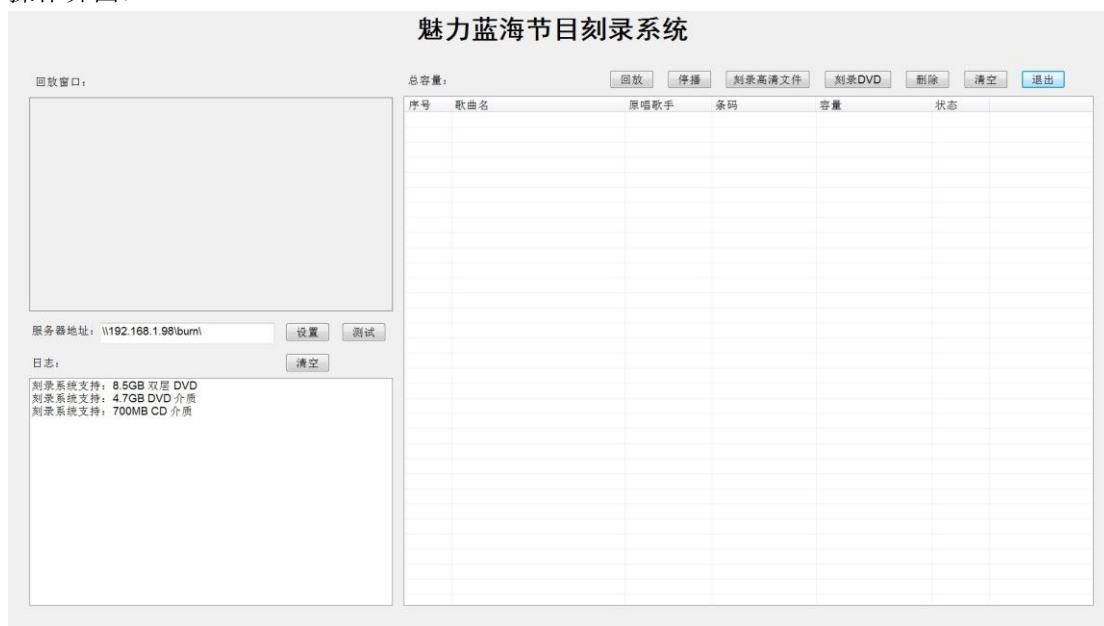 魅力蓝海节目刻录系统
回放窗口：
总容量： 回放 停播 刻录高清文件 刻录DVD 删除 清空 退出
序号 歌曲名 原唱歌手 条码 容量 状态
服务器地址： \\192.168.1.98\burn\ 设置 测试
日志： 清空
刻录系统支持：8.5GB 双层 DVD
刻录系统支持：4.7GB DVD 介质
刻录系统支持：700MB CD 介质